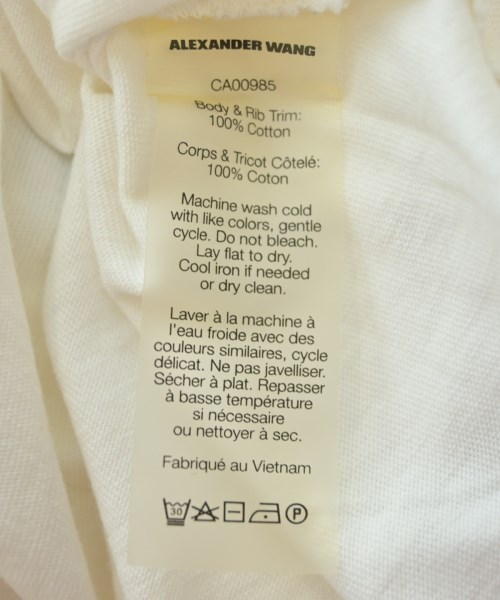 ALEXANDER WANG
CA00985
Body & Rib Trim:
100% Cotton
Corps & Tricot Côtelé:
100% Coton
Machine wash cold
with like colors, gentle
cycle. Do not bleach.
Lay flat to dry.
Cool iron if needed
or dry clean.
Laver à la machine à
l'eau froide avec des
couleurs similaires, cycle
délicat. Ne pas javelliser.
Sécher à plat. Repasser
à basse température
si nécessaire
ou nettoyer à sec.
Fabriqué au Vietnam
30 P